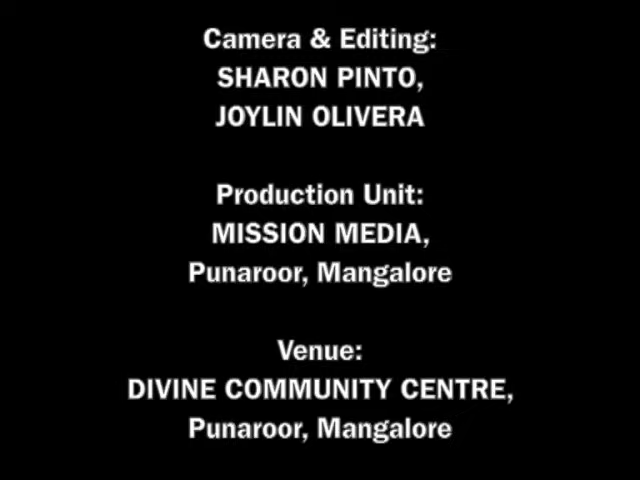 Camera & Editing:
SHARON PINTO,
JOYLIN OLIVERA
Production Unit:
MISSION MEDIA,
Punaroor, Mangalore
Venue:
DIVINE COMMUNITY CENTRE,
Punaroor, Mangalore